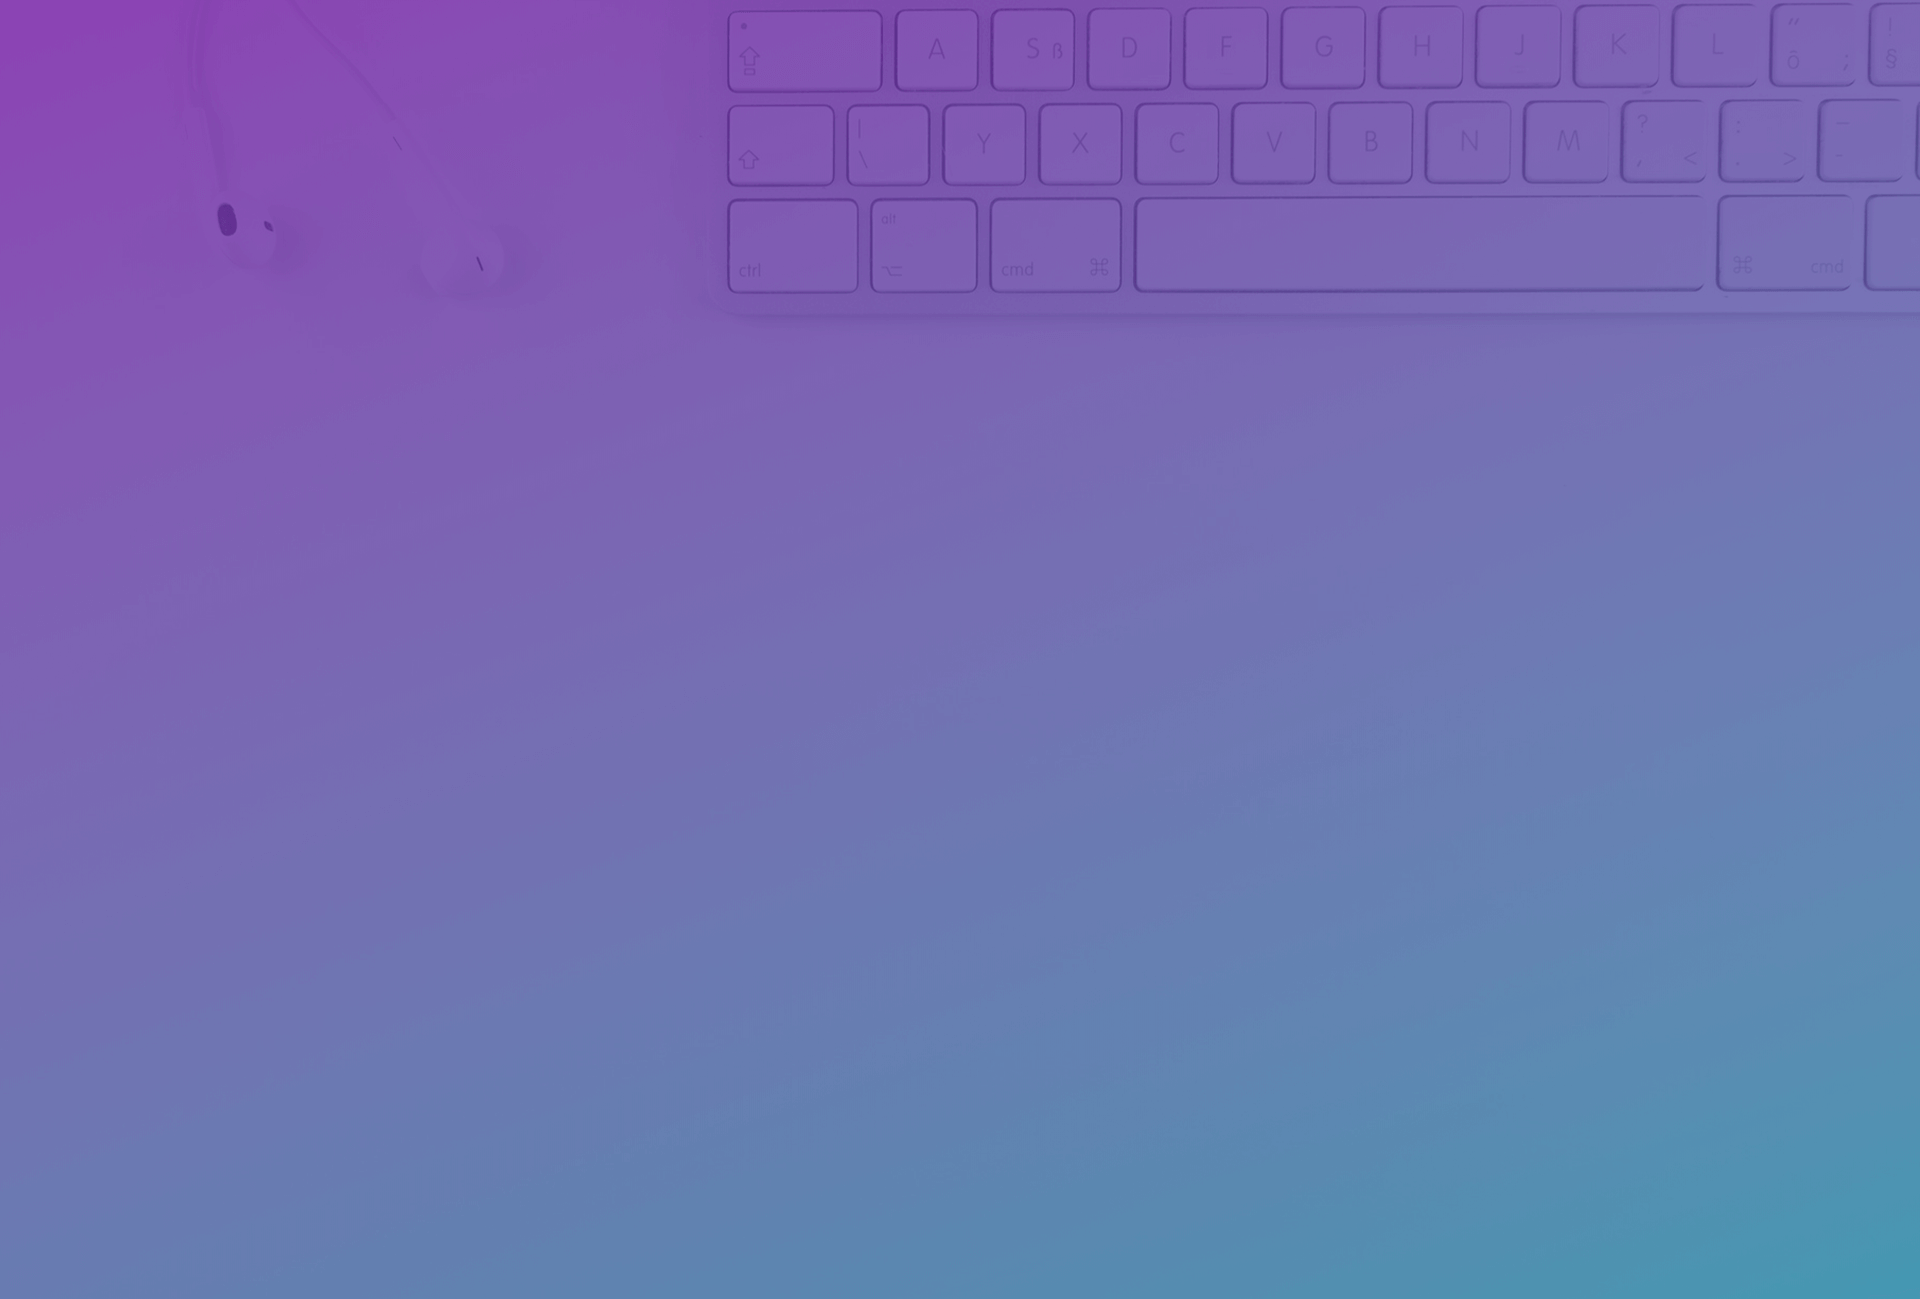 A S ß D F G H J K L " ō ; ! §
| \ Y X C V B N M ? , < : . > – -
ctrl alt ⌥ cmd ⌘ ⌘ cmd